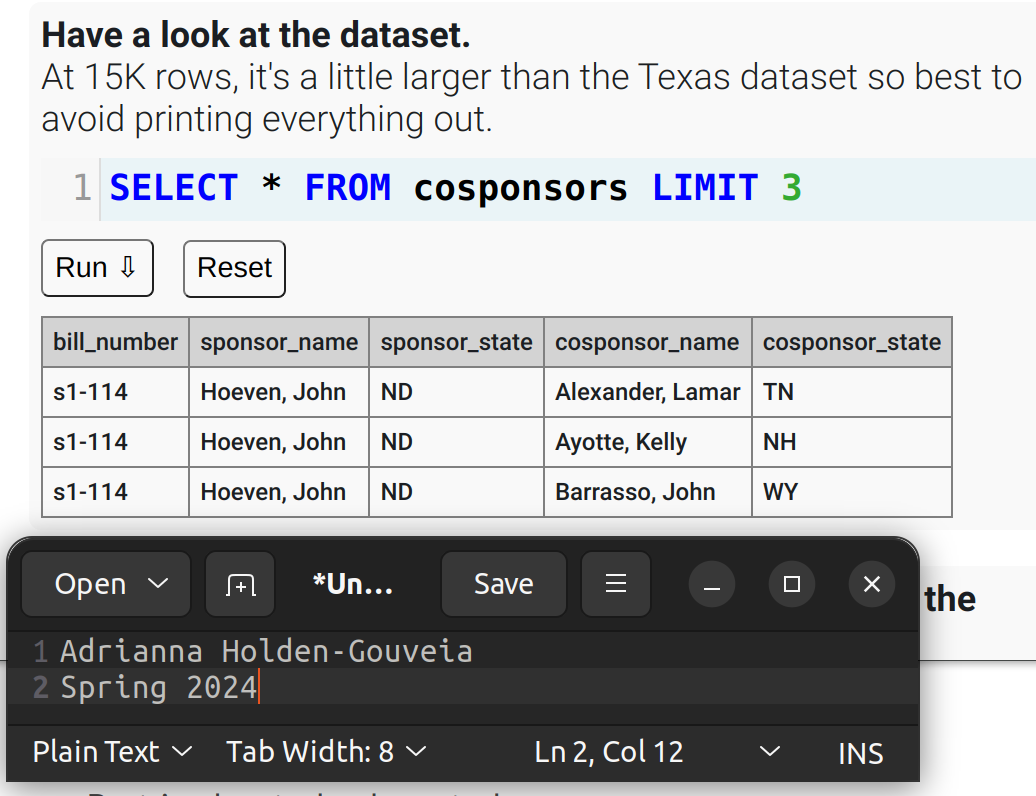 Have a look at the dataset.
At 15K rows, it's a little larger than the Texas dataset so best to
avoid printing everything out.
1 SELECT * FROM cosponsors LIMIT 3
Run ⇩ Reset
bill_number sponsor_name sponsor_state cosponsor_name cosponsor_state
s1-114 Hoeven, John ND Alexander, Lamar TN
s1-114 Hoeven, John ND Ayotte, Kelly NH
s1-114 Hoeven, John ND Barrasso, John WY
Open *Un... Save
the
1 Adrianna Holden-Gouveia
2 Spring 2024
Plain Text Tab Width: 8 Ln 2, Col 12 INS